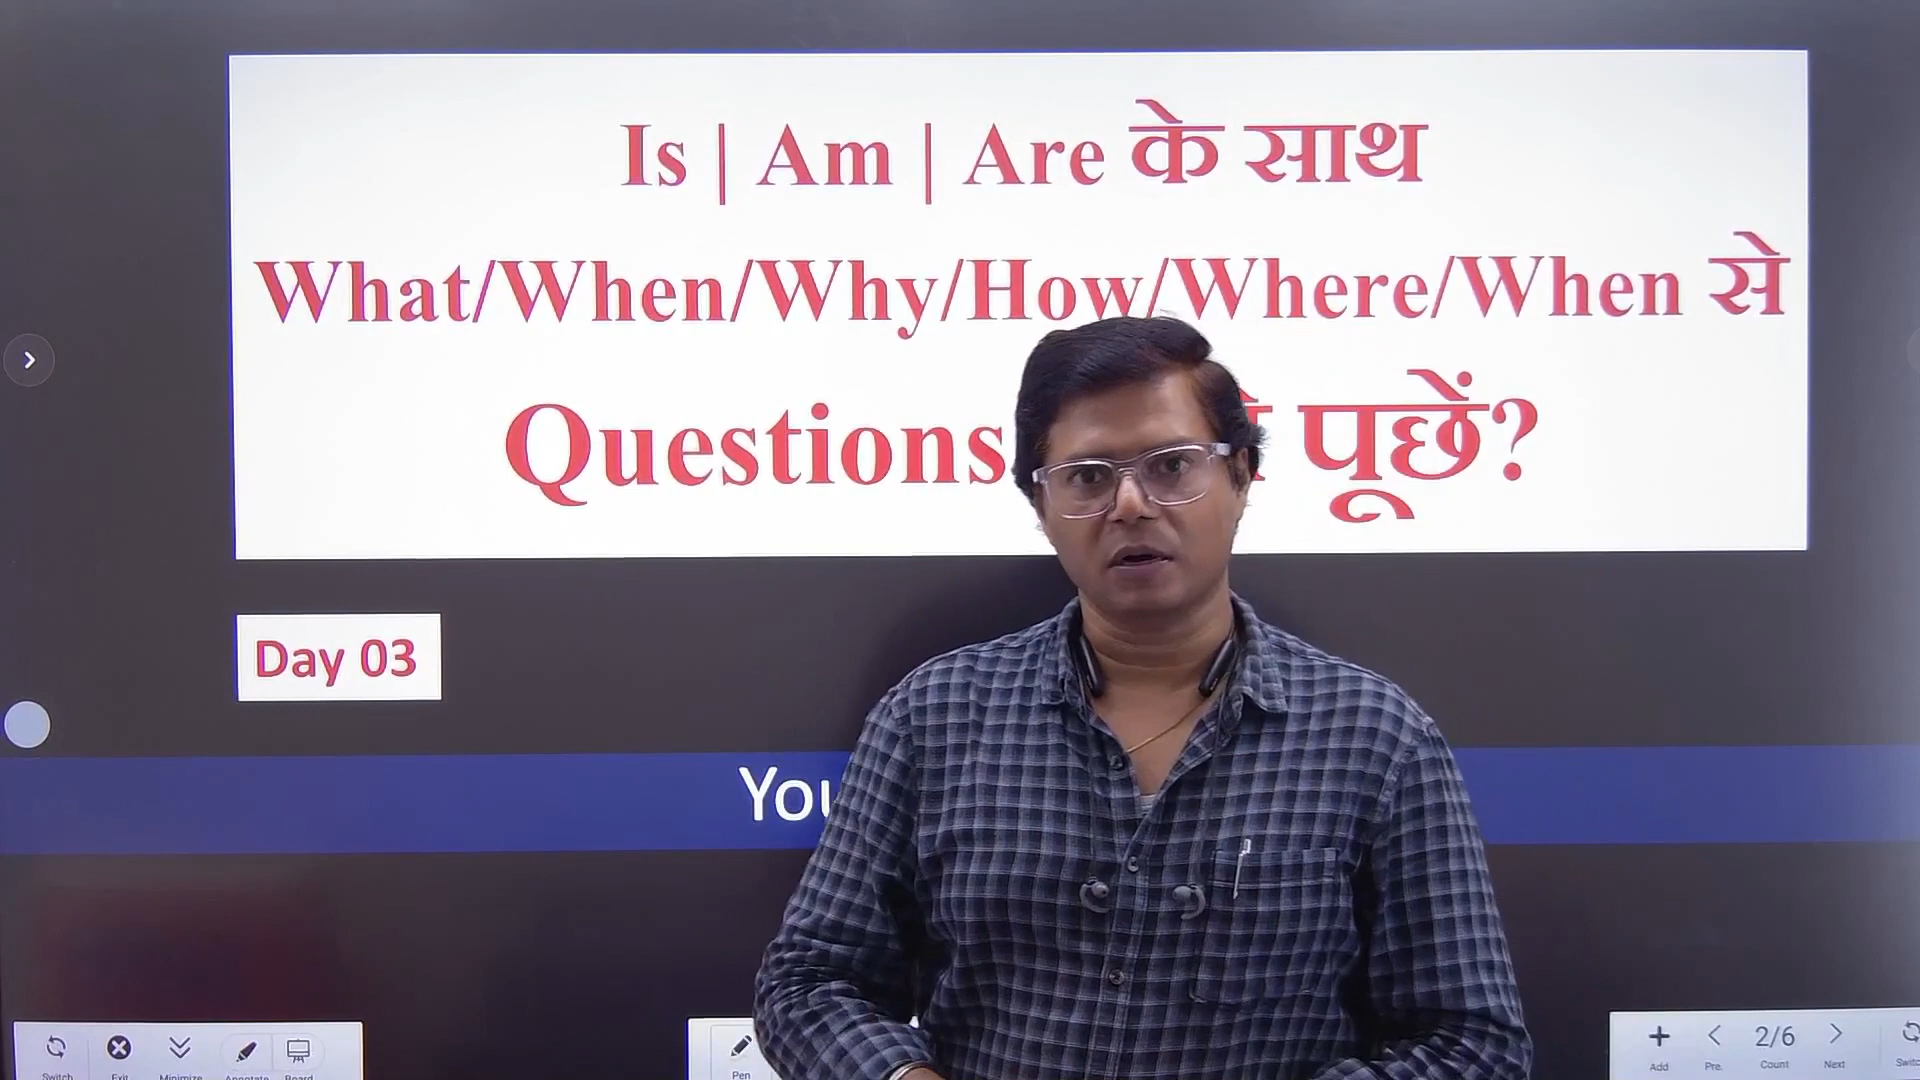 Is | Am | Are के साथ
What/When/Why/How/Where/When से
Questions पूछें?
Day 03
You
Switch
Exit
Minimize
Annotate
Board
Pen
Add
Pre.
2/6
Count
Next
Switch